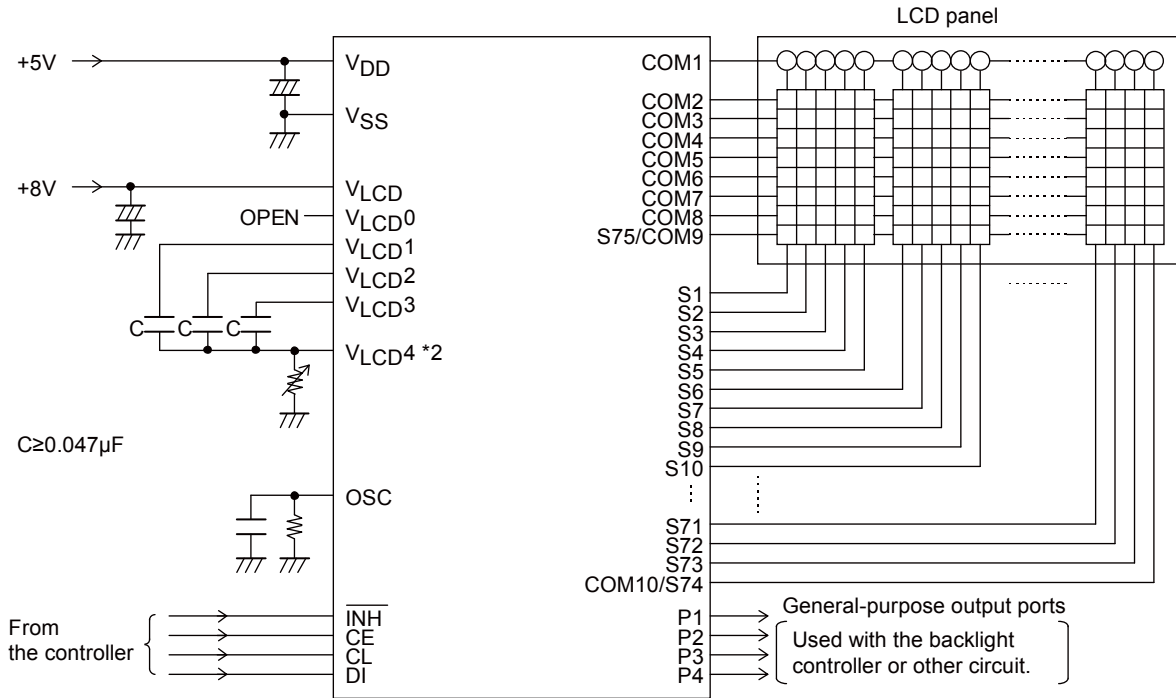 LCD panel
+5V
VDD
VSS
+8V
VLCD
OPEN
VLCD0
VLCD1
VLCD2
VLCD3
C
C
C
VLCD4 *2
C≥0.047µF
OSC
From
the controller
INH
CE
CL
DI
COM1
COM2
COM3
COM4
COM5
COM6
COM7
COM8
S75/COM9
S1
S2
S3
S4
S5
S6
S7
S8
S9
S10
S71
S72
S73
COM10/S74
P1
P2
P3
P4
General-purpose output ports
Used with the backlight
controller or other circuit.